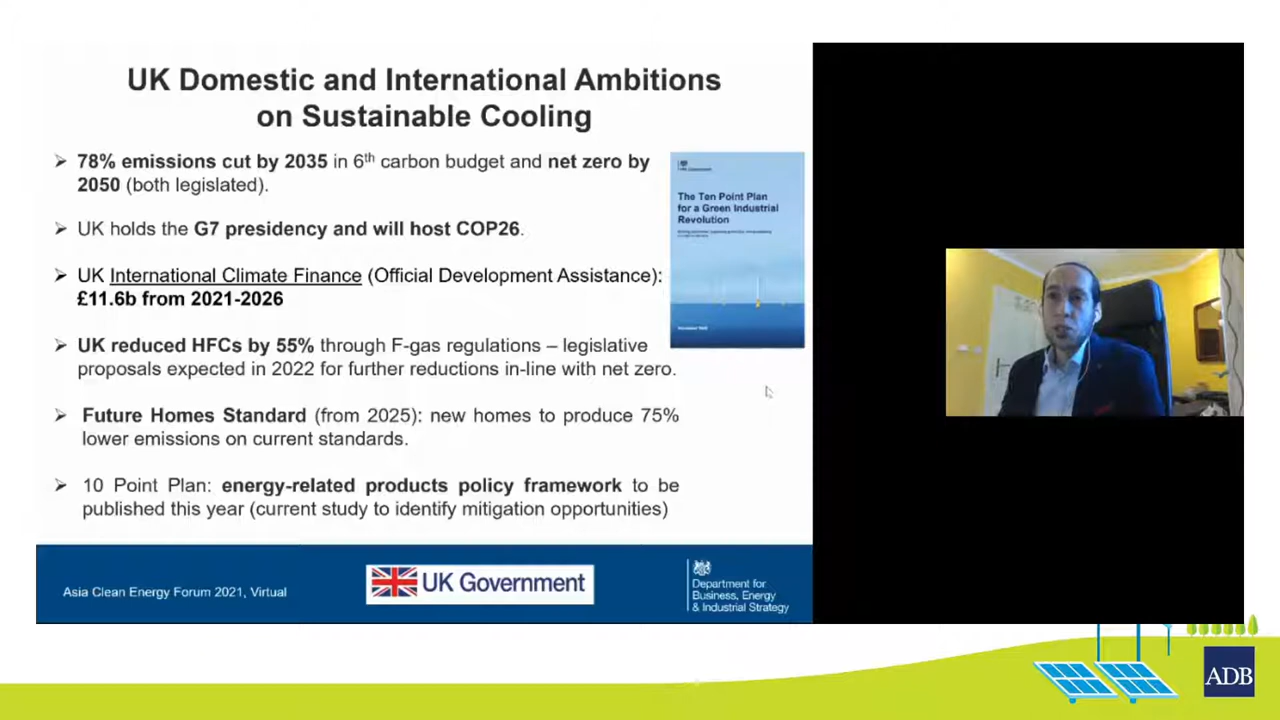 UK Domestic and International Ambitions
on Sustainable Cooling
➢ 78% emissions cut by 2035 in 6th carbon budget and net zero by
2050 (both legislated).
➢ UK holds the G7 presidency and will host COP26.
➢ UK International Climate Finance (Official Development Assistance):
£11.6b from 2021-2026
➢ UK reduced HFCs by 55% through F-gas regulations – legislative
proposals expected in 2022 for further reductions in-line with net zero.
➢ Future Homes Standard (from 2025): new homes to produce 75%
lower emissions on current standards.
➢ 10 Point Plan: energy-related products policy framework to be
published this year (current study to identify mitigation opportunities)
The Ten Point Plan
for a Green Industrial
Revolution
Asia Clean Energy Forum 2021, Virtual
UK Government
Department for
Business, Energy
& Industrial Strategy
ADB